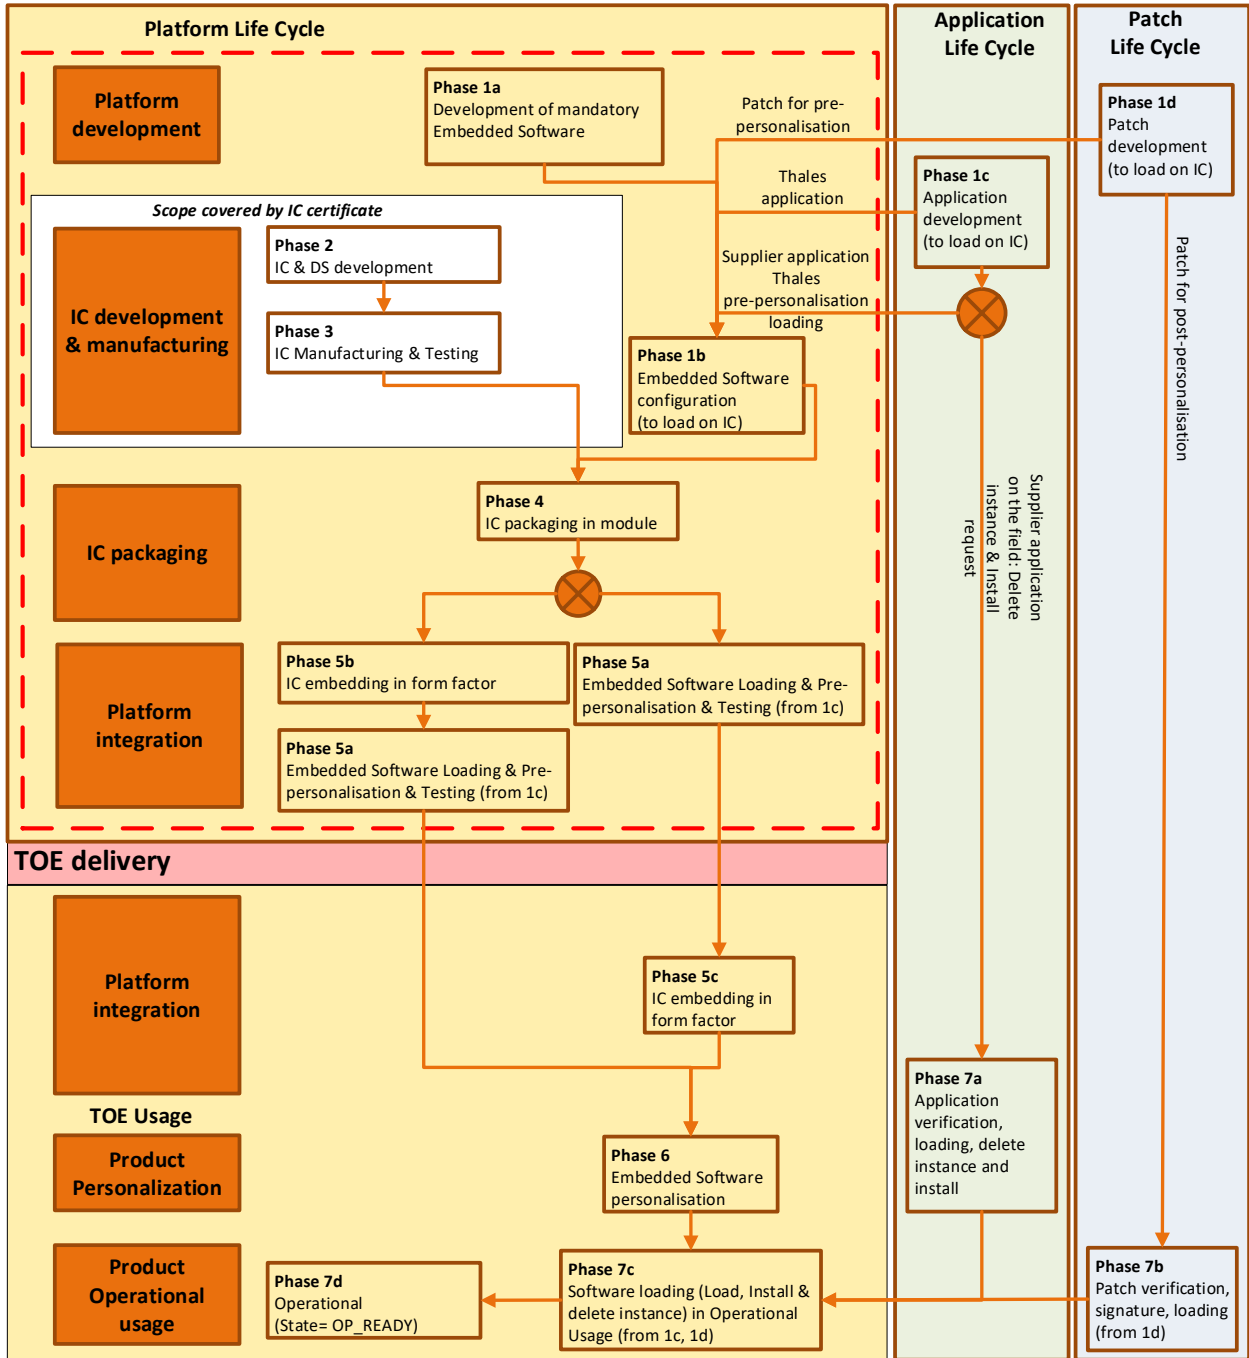 Platform Life Cycle
Application
Life Cycle
Patch
Life Cycle
Platform
development
Phase 1a
Development of mandatory
Embedded Software
Patch for pre-
personalisation
Phase 1d
Patch
development
(to load on IC)
Thales
application
Phase 1c
Application
development
(to load on IC)
Scope covered by IC certificate
IC development
& manufacturing
Phase 2
IC & DS development
Phase 3
IC Manufacturing & Testing
Supplier application
Thales
pre-personalisation
loading
Phase 1b
Embedded Software
configuration
(to load on IC)
Patch for post-personalisation
Supplier application
on the field: Delete
instance & Install
request
IC packaging
Phase 4
IC packaging in module
Platform
integration
Phase 5b
IC embedding in form factor
Phase 5a
Embedded Software Loading & Pre-
personalisation & Testing (from 1c)
Phase 5a
Embedded Software Loading & Pre-
personalisation & Testing (from 1c)
TOE delivery
Platform
integration
Phase 5c
IC embedding in
form factor
TOE Usage
Phase 7a
Application
verification,
loading, delete
instance and
install
Product
Personalization
Phase 6
Embedded Software
personalisation
Product
Operational
usage
Phase 7d
Operational
(State= OP_READY)
Phase 7c
Software loading (Load, Install &
delete instance) in Operational
Usage (from 1c, 1d)
Phase 7b
Patch verification,
signature, loading
(from 1d)